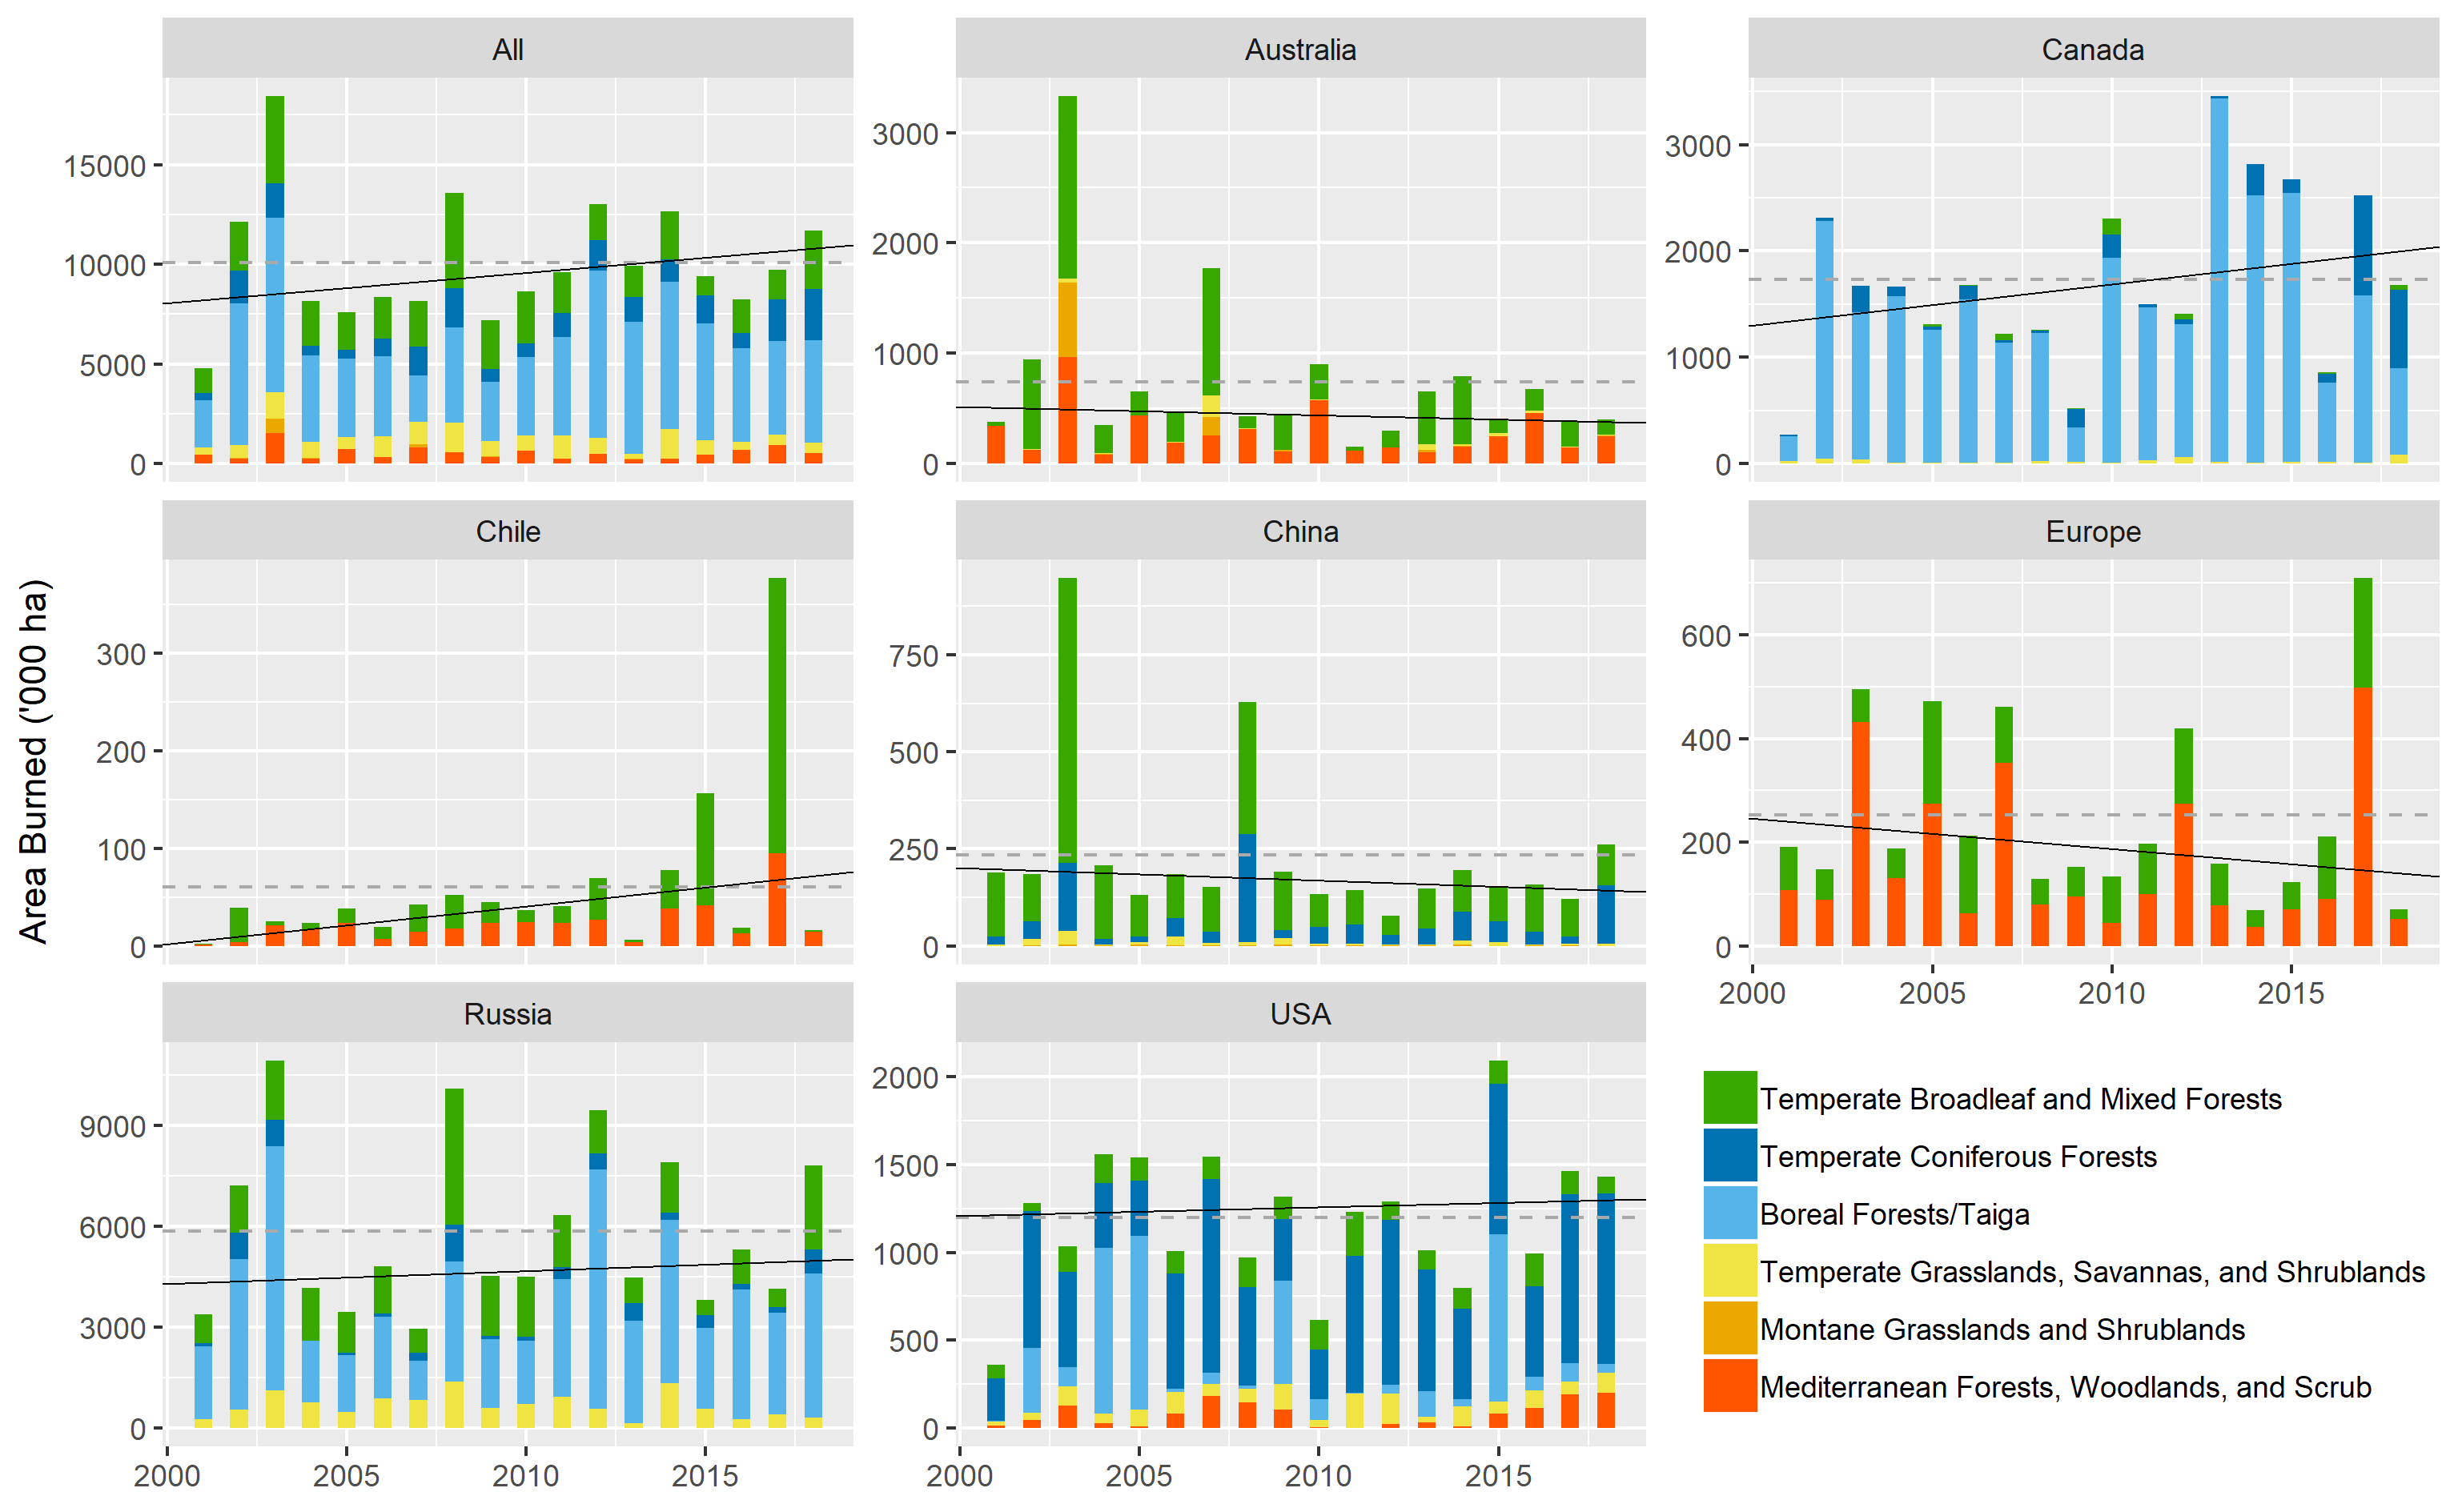 Area Burned ('000 ha)
All
15000
10000
5000
0
Australia
3000
2000
1000
0
Canada
3000
2000
1000
0
Chile
300
200
100
0
China
750
500
250
0
Europe
600
400
200
0
2000 2005 2010 2015
Russia
9000
6000
3000
0
2000 2005 2010 2015
USA
2000
1500
1000
500
0
2000 2005 2010 2015
Temperate Broadleaf and Mixed Forests
Temperate Coniferous Forests
Boreal Forests/Taiga
Temperate Grasslands, Savannas, and Shrublands
Montane Grasslands and Shrublands
Mediterranean Forests, Woodlands, and Scrub